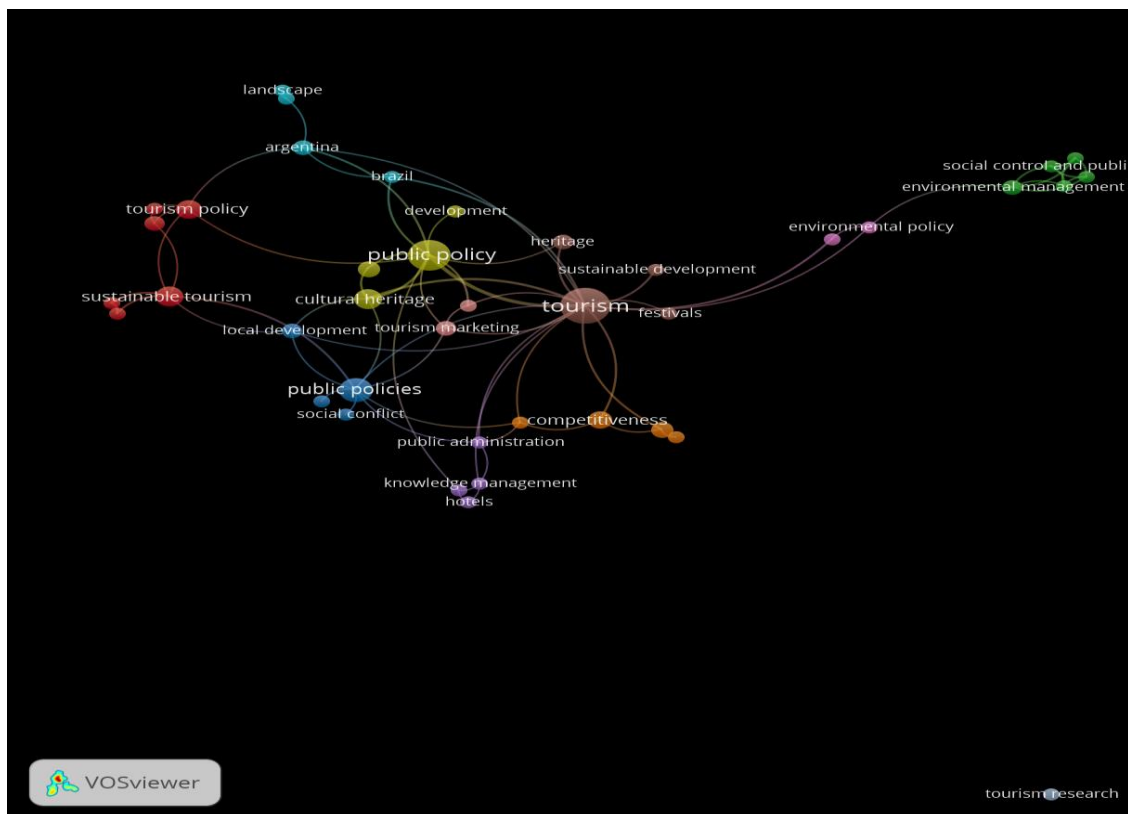 landscape
argentina
brazil
social control and publi
environmental management
tourism policy
development
environmental policy
heritage
public policy
sustainable development
sustainable tourism
cultural heritage
tourism
festivals
local development
tourism marketing
public policies
social conflict
competitiveness
public administration
knowledge management
hotels
VOSviewer
tourism research